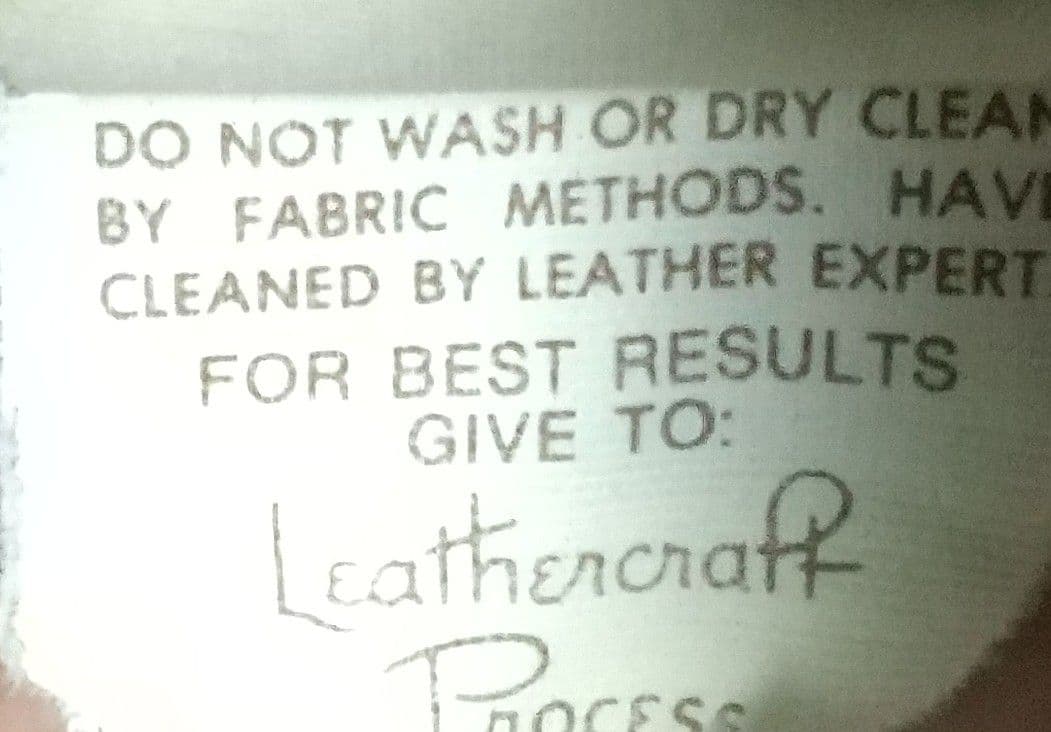 DO NOT WASH OR DRY CLEAN
BY FABRIC METHODS. HAVE
CLEANED BY LEATHER EXPERT
FOR BEST RESULTS
GIVE TO:
Leathercraft
Process